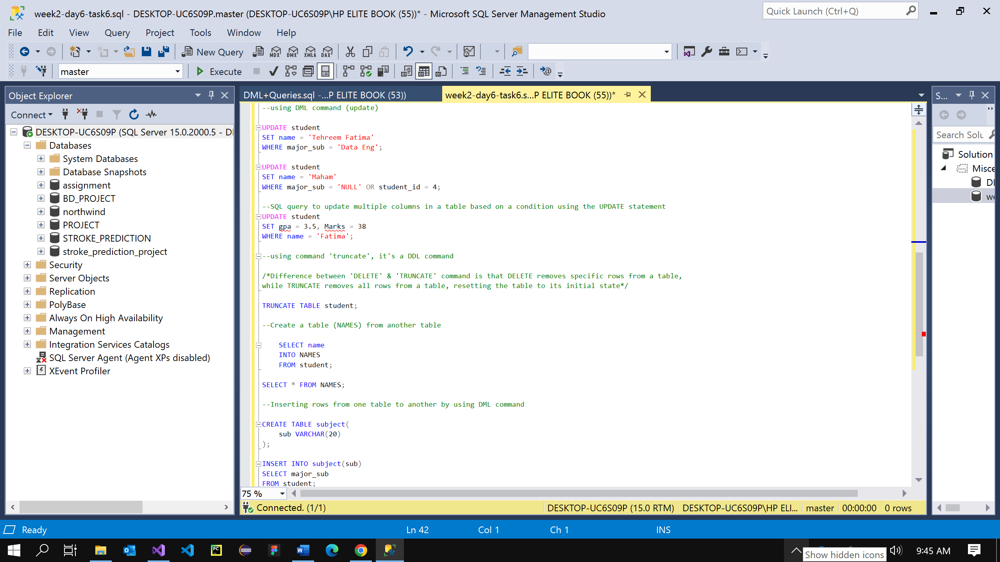 week2-day6-task6.sql - DESKTOP-UC6S09P.master (DESKTOP-UC6S09P\HP ELITE BOOK (55))* - Microsoft SQL Server Management Studio
Quick Launch (Ctrl+Q)
File Edit View Query Project Tools Window Help
New Query MDX DMX XMLA DAX
master Execute
Object Explorer
Connect
DESKTOP-UC6S09P (SQL Server 15.0.2000.5 - DI
Databases
System Databases
Database Snapshots
assignment
BD_PROJECT
northwind
PROJECT
STROKE_PREDICTION
stroke_prediction_project
Security
Server Objects
Replication
PolyBase
Always On High Availability
Management
Integration Services Catalogs
SQL Server Agent (Agent XPs disabled)
XEvent Profiler
DML+Queries.sql -...P ELITE BOOK (53))
week2-day6-task6.s...P ELITE BOOK (55))*
--using DML command (update)
UPDATE student
SET name = 'Tehreem Fatima'
WHERE major_sub = 'Data Eng';
UPDATE student
SET name = 'Maham'
WHERE major_sub = 'NULL' OR student_id = 4;
--SQL query to update multiple columns in a table based on a condition using the UPDATE statement
UPDATE student
SET gpa = 3.5, Marks = 38
WHERE name = 'Fatima';
--using command 'truncate', it's a DDL command
/*Difference between 'DELETE' & 'TRUNCATE' command is that DELETE removes specific rows from a table,
while TRUNCATE removes all rows from a table, resetting the table to its initial state*/
TRUNCATE TABLE student;
--Create a table (NAMES) from another table
SELECT name
INTO NAMES
FROM student;
SELECT * FROM NAMES;
--Inserting rows from one table to another by using DML command
CREATE TABLE subject(
sub VARCHAR(20)
);
INSERT INTO subject(sub)
SELECT major_sub
FROM student;
75 %
Connected. (1/1)
DESKTOP-UC6S09P (15.0 RTM)
DESKTOP-UC6S09P\HP ELI...
master
00:00:00
0 rows
S...
Search Solu
Solution
Misce
DI
we
Ready
Ln 42
Col 1
Ch 1
INS
Show hidden icons
9:45 AM